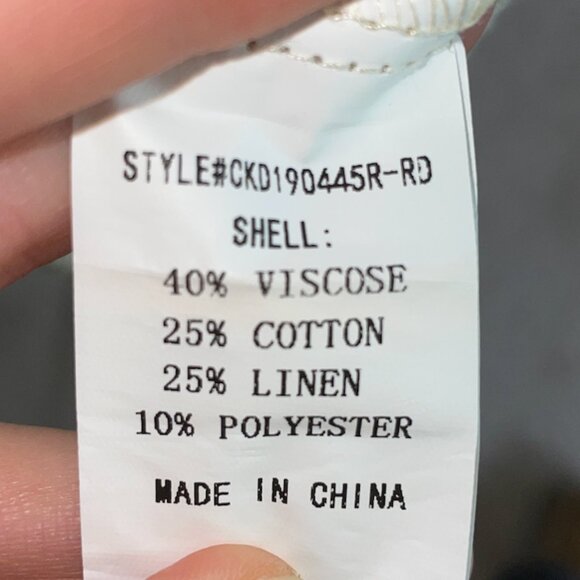 STYLE#CKD190445R-RD
SHELL:
40% VISCOSE
25% COTTON
25% LINEN
10% POLYESTER
MADE IN CHINA